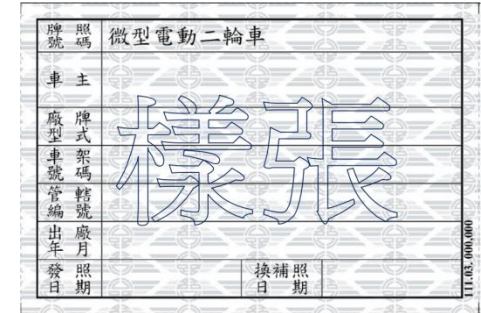 牌照號碼 微型電動二輪車
車主
廠牌型式
車架號碼
管轄編號
出廠年月
發照日期 換補照日期
樣張
111.03. 000,000